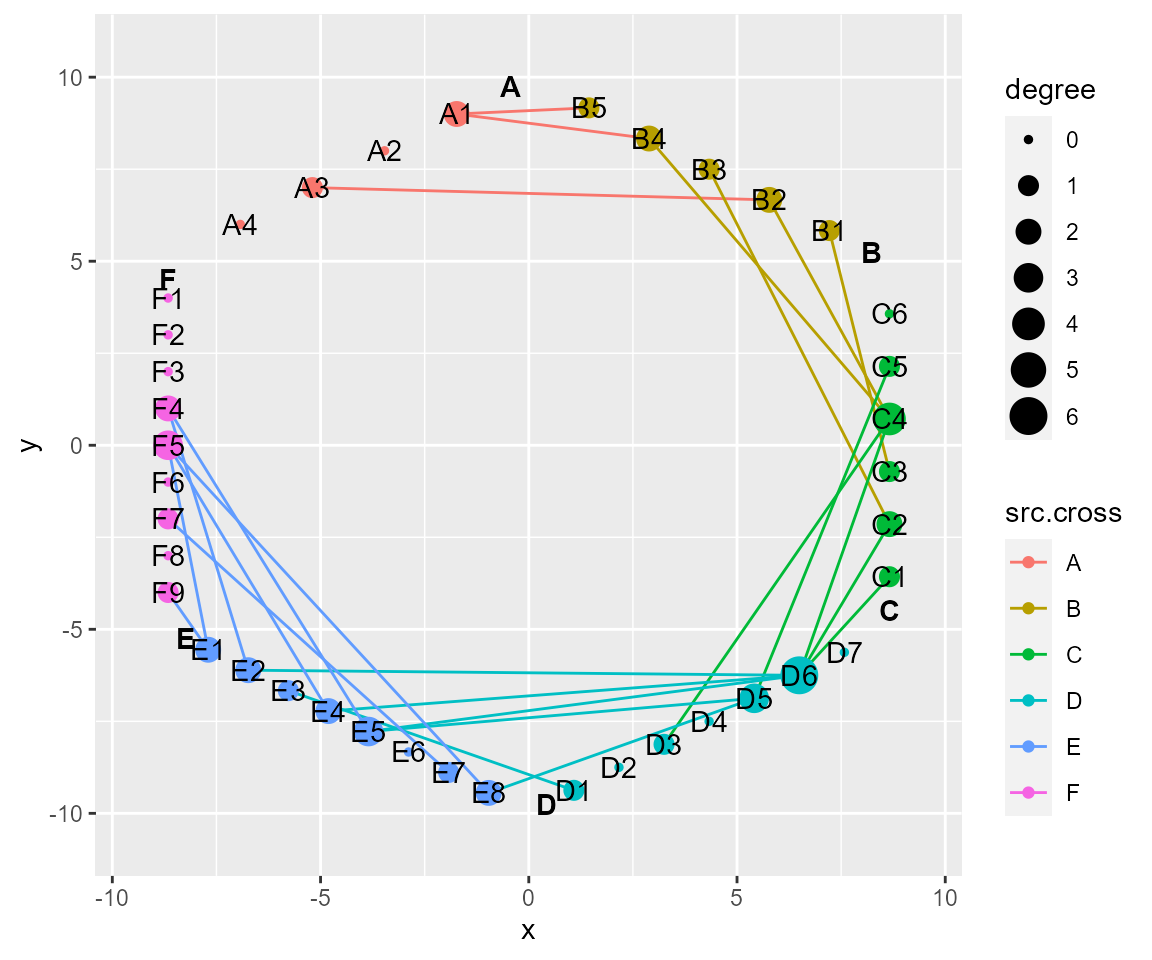 10
5
0
-5
-10
y
-10
-5
0
5
10
x
A
A1
A2
A3
A4
B5
B4
B3
B2
B1
B
C6
C5
C4
C3
C2
C1
C
D7
D6
D5
D4
D3
D2
D1
D
E8
E7
E6
E5
E4
E3
E2
E1
E
F9
F8
F7
F6
F5
F4
F3
F2
F1
F
degree
0
1
2
3
4
5
6
src.cross
A
B
C
D
E
F